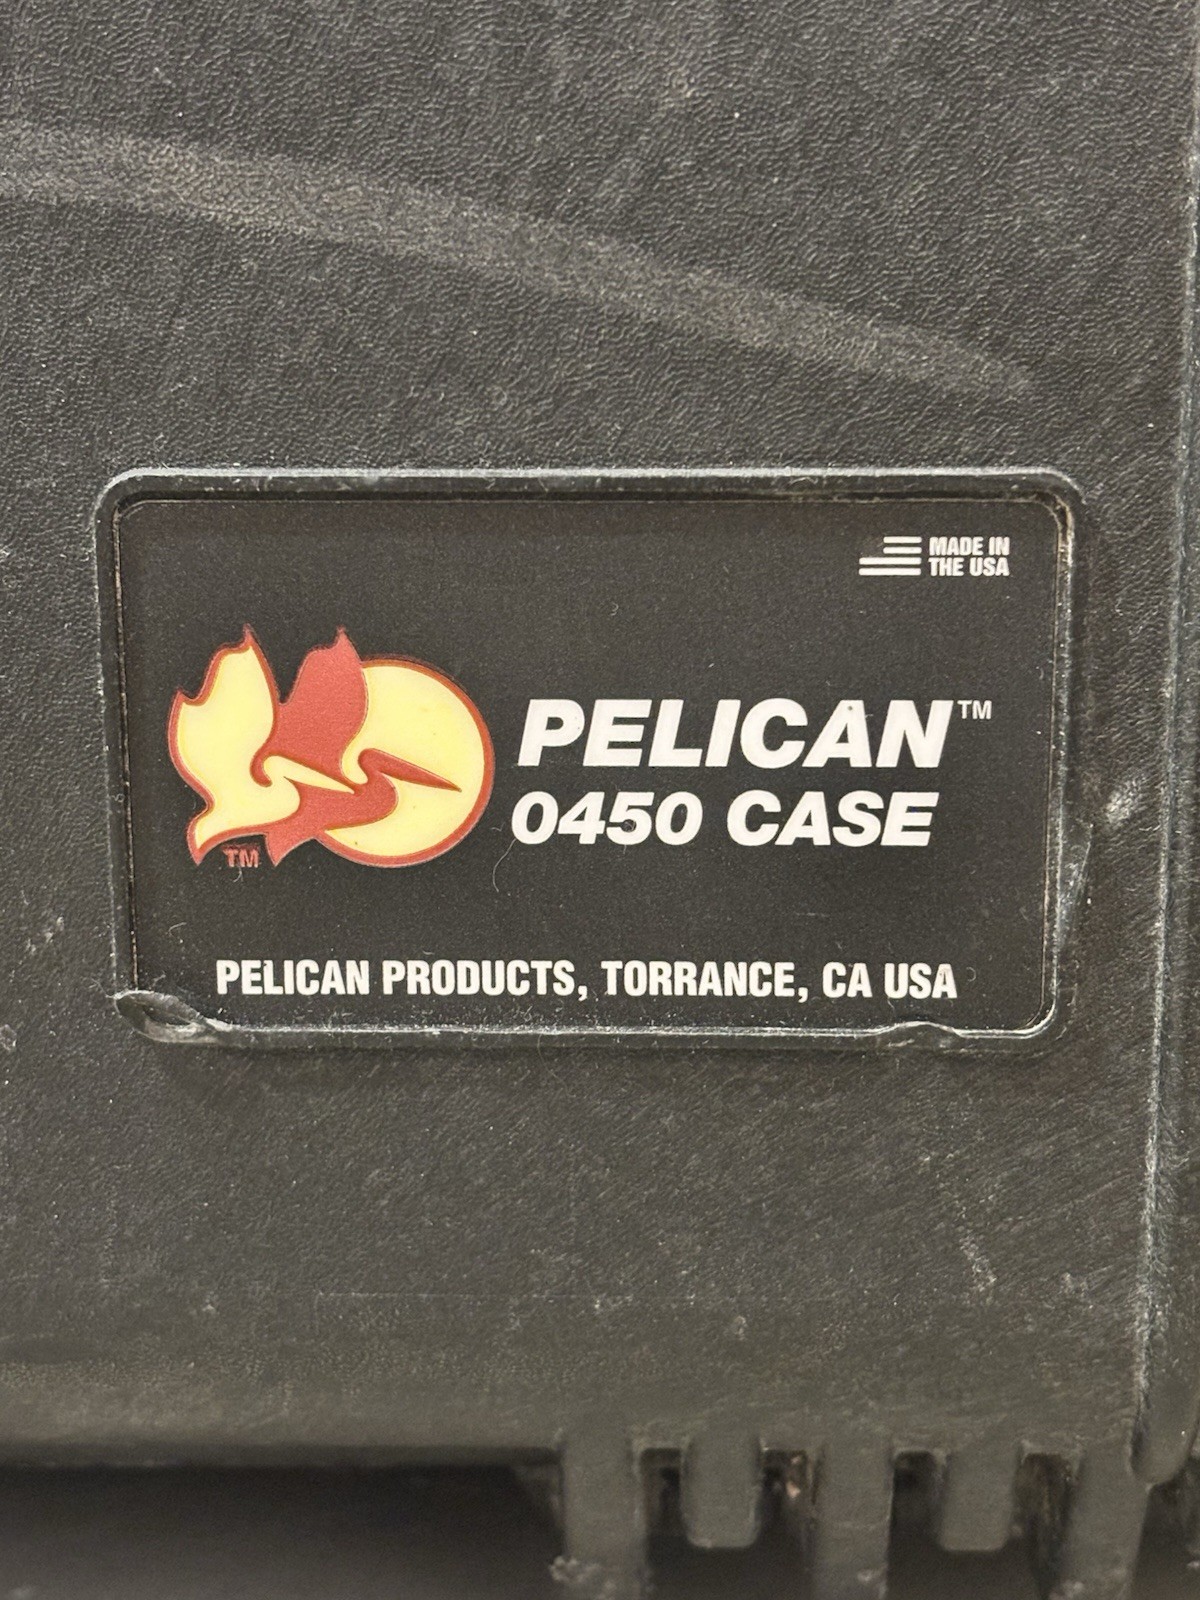 MADE IN
THE USA
PELICAN™
0450 CASE
TM
PELICAN PRODUCTS, TORRANCE, CA USA